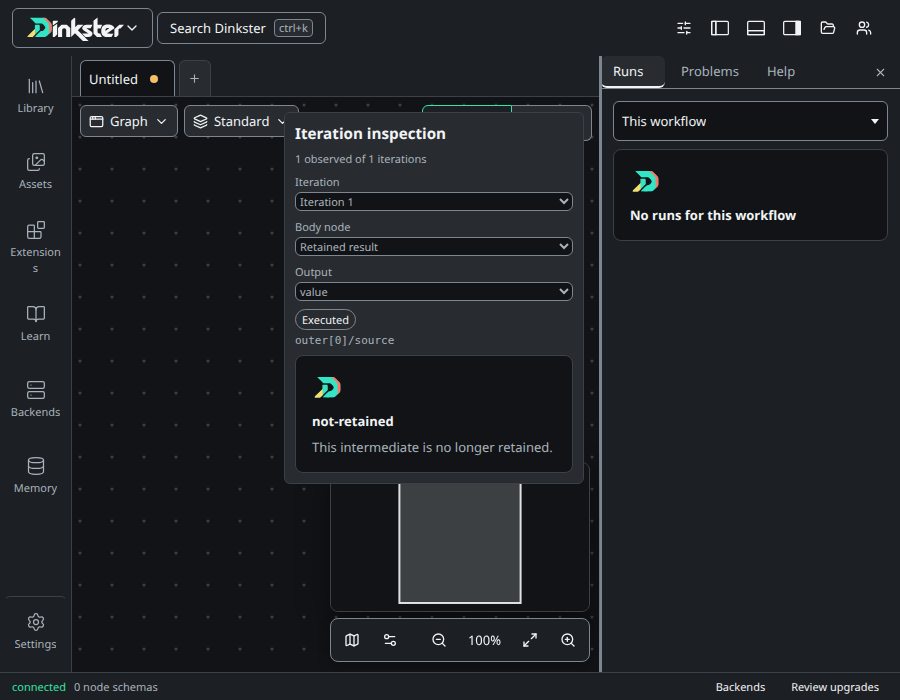 Dinkster
Search Dinkster ctrl+k
Library
Assets
Extension
s
Learn
Backends
Memory
Settings
Untitled
+
Graph
Standard
Iteration inspection
1 observed of 1 iterations
Iteration
Iteration 1
Body node
Retained result
Output
value
Executed
outer[0]/source
not-retained
This intermediate is no longer retained.
100%
Runs Problems Help
This workflow
No runs for this workflow
connected 0 node schemas
Backends Review upgrades